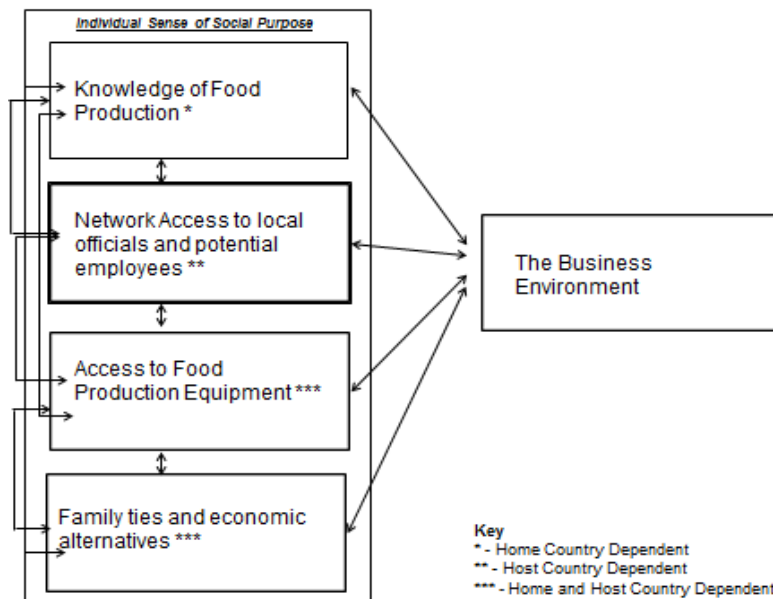 Individual Sense of Social Purpose
Knowledge of Food
Production *
Network Access to local
officials and potential
employees **
Access to Food
Production Equipment ***
Family ties and economic
alternatives ***
The Business
Environment
Key
* - Home Country Dependent
** - Host Country Dependent
*** - Home and Host Country Dependent